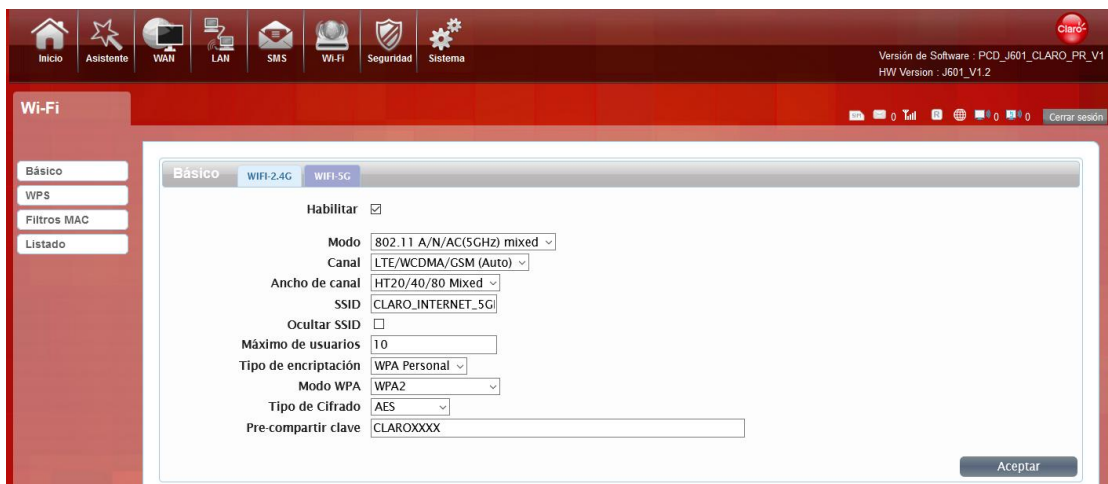 Inicio
Asistente
WAN
LAN
SMS
Wi-Fi
Seguridad
Sistema
Claro
Versión de Software : PCD_J601_CLARO_PR_V1
HW Version : J601_V1.2
Wi-Fi
0
R
0
0
Cerrar sesión
Básico
WPS
Filtros MAC
Listado
Básico
WIFI-2.4G
WIFI-5G
Habilitar
Modo 802.11 A/N/AC(5GHz) mixed
Canal LTE/WCDMA/GSM (Auto)
Ancho de canal HT20/40/80 Mixed
SSID CLARO_INTERNET_5G
Ocultar SSID
Máximo de usuarios 10
Tipo de encriptación WPA Personal
Modo WPA WPA2
Tipo de Cifrado AES
Pre-compartir clave CLAROXXXX
Aceptar